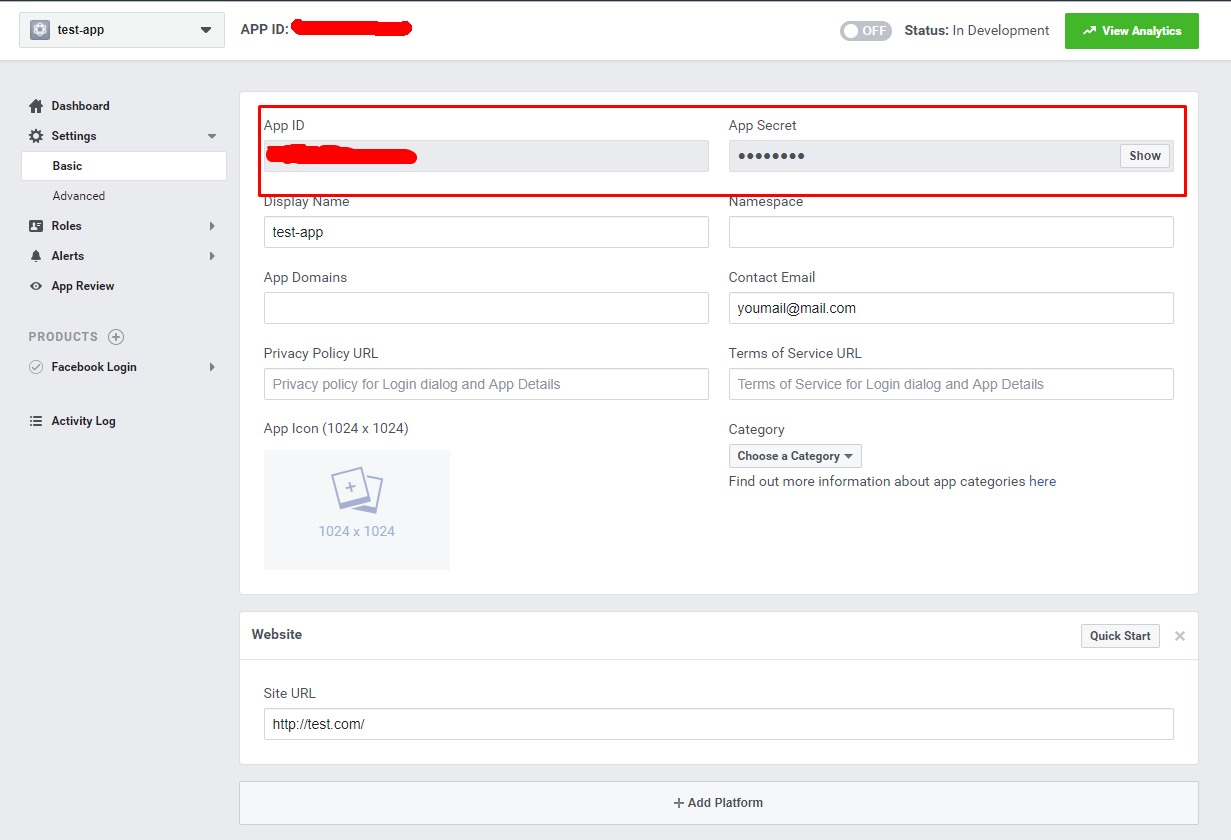 test-app
APP ID:
OFF
Status: In Development
View Analytics
Dashboard
Settings
Basic
Advanced
Roles
Alerts
App Review
PRODUCTS
Facebook Login
Activity Log
App ID
App Secret
●●●●●●●●
Show
Display Name
Namespace
test-app
App Domains
Contact Email
youmail@mail.com
Privacy Policy URL
Terms of Service URL
Privacy policy for Login dialog and App Details
Terms of Service for Login dialog and App Details
App Icon (1024 x 1024)
Category
Choose a Category
Find out more information about app categories here
1024 x 1024
Website
Quick Start
Site URL
http://test.com/
+ Add Platform